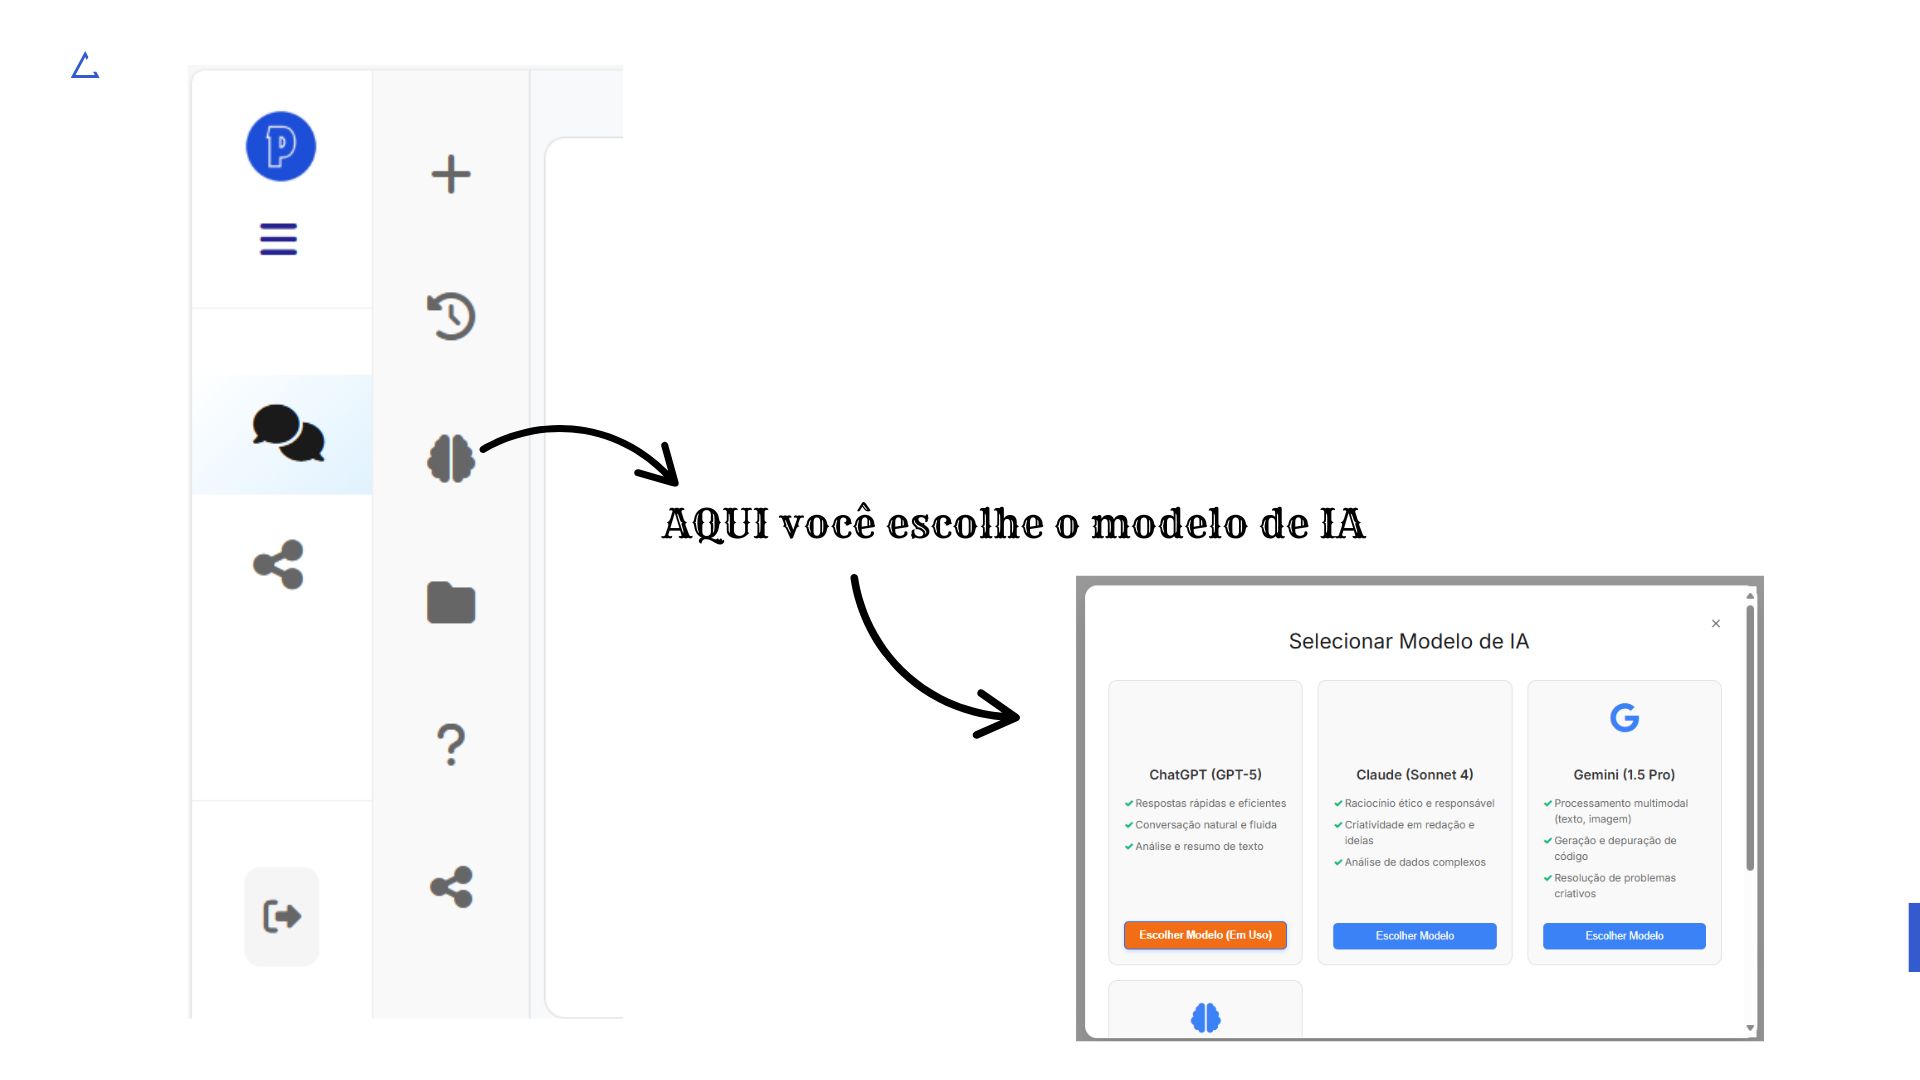 P
AQUI você escolhe o modelo de IA
Selecionar Modelo de IA
ChatGPT (GPT-5)
Respostas rápidas e eficientes
Conversação natural e fluida
Análise e resumo de texto
Escolher Modelo (Em Uso)
Claude (Sonnet 4)
Raciocínio ético e responsável
Criatividade em redação e
ideias
Análise de dados complexos
Escolher Modelo
Gemini (1.5 Pro)
Processamento multimodal
(texto, imagem)
Geração e depuração de
código
Resolução de problemas
criativos
Escolher Modelo